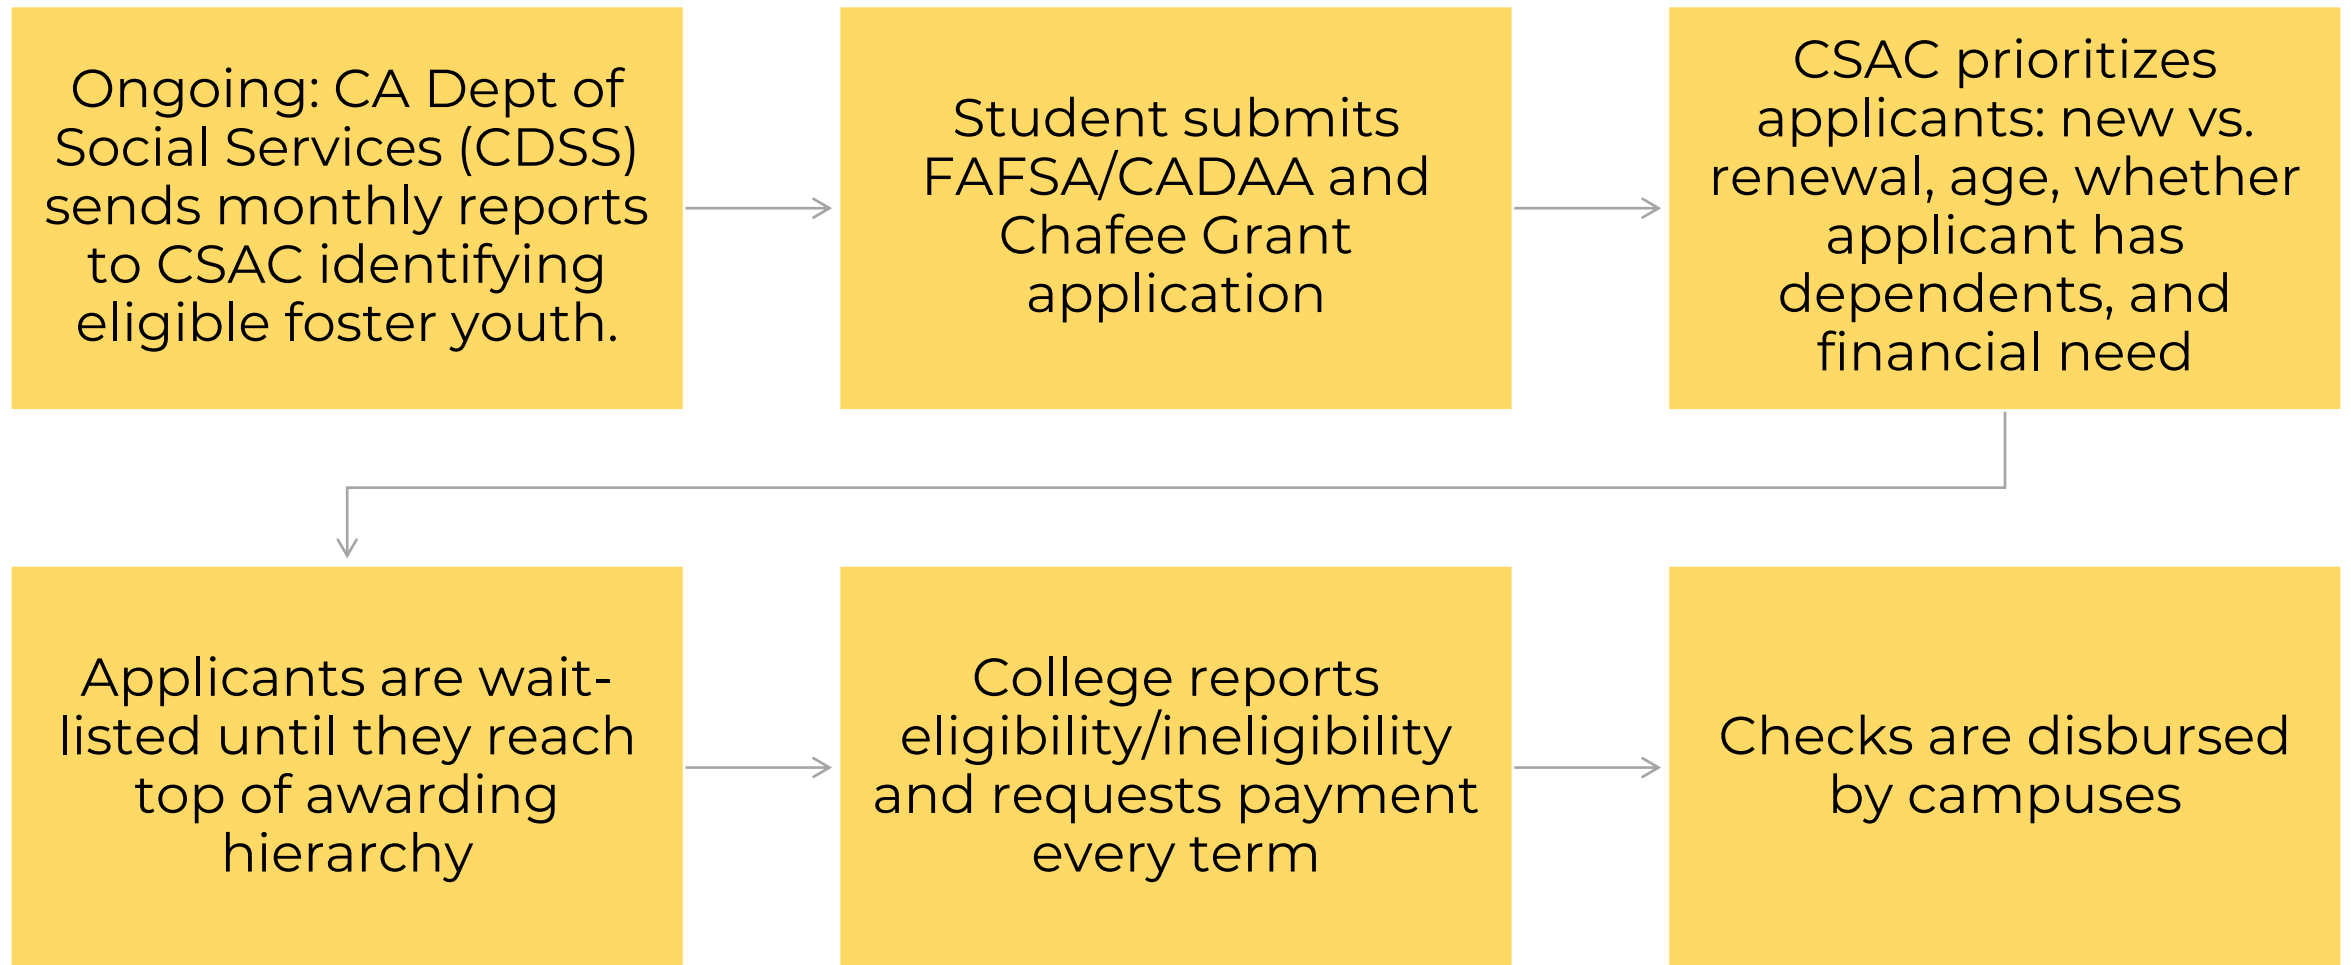 Ongoing: CA Dept of
Social Services (CDSS)
sends monthly reports
to CSAC identifying
eligible foster youth.
Student submits
FAFSA/CADAA and
Chafee Grant
application
CSAC prioritizes
applicants: new vs.
renewal, age, whether
applicant has
dependents, and
financial need
Applicants are wait-
listed until they reach
top of awarding
hierarchy
College reports
eligibility/ineligibility
and requests payment
every term
Checks are disbursed
by campuses